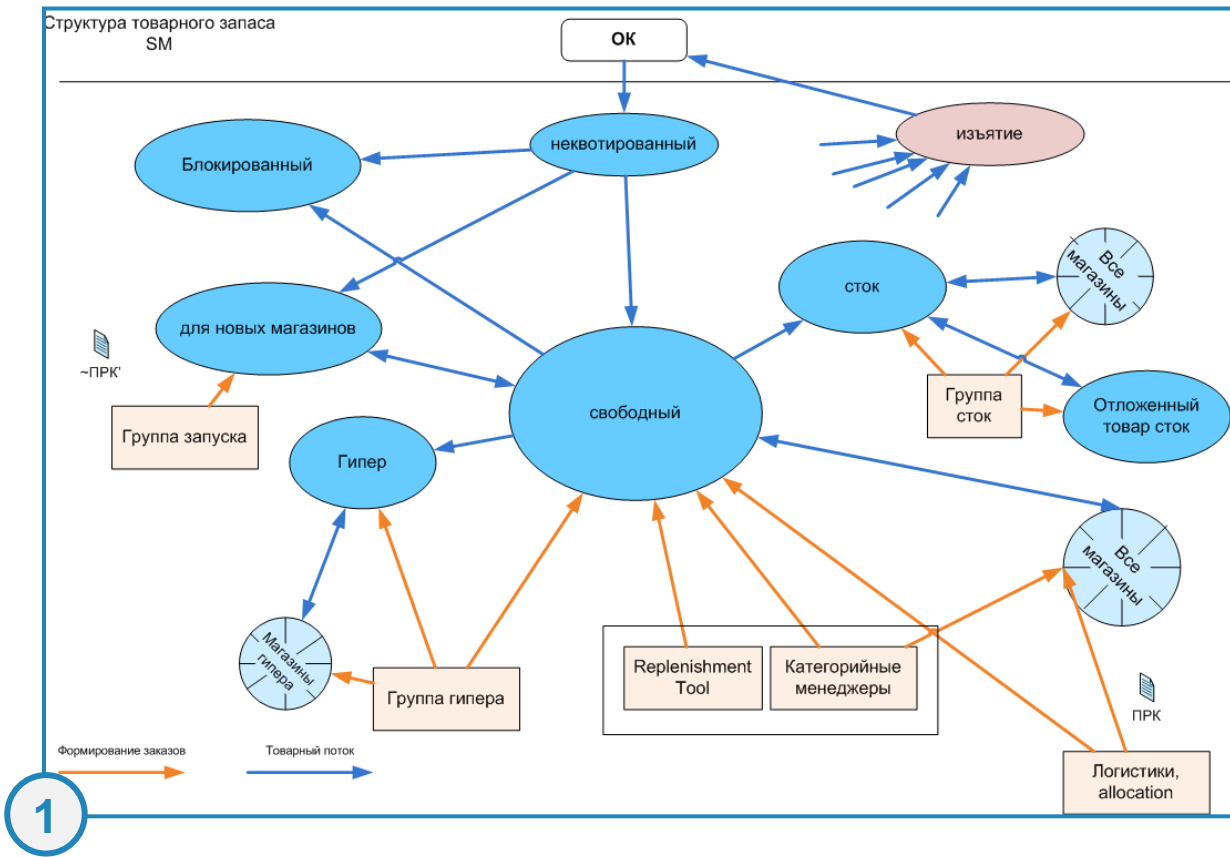 Структура товарного запаса
SM
ОК
неквотированный
изъятие
Блокированный
Все
магазины
сток
для новых магазинов
~ПРК'
Группа
сток
Отложенный
товар сток
свободный
Группа запуска
Гипер
Все
магазины
Магазины
гипера
Группа гипера
Replenishment
Tool
Категорийные
менеджеры
ПРК
Формирование заказов
Товарный поток
Логистики,
allocation
1